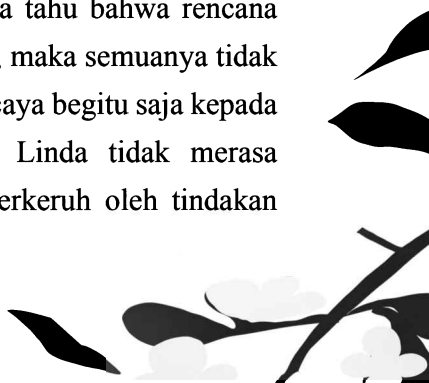 a tahu bahwa rencana
, maka semuanya tidak
caya begitu saja kepada
Linda tidak merasa
erkeruh oleh tindakan